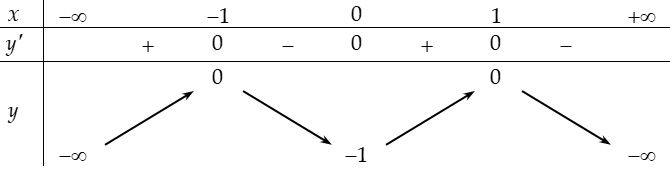 x −∞ −1 0 1 +∞
y′ + 0 − 0 + 0 −
0 0
y
−∞ −1 −∞